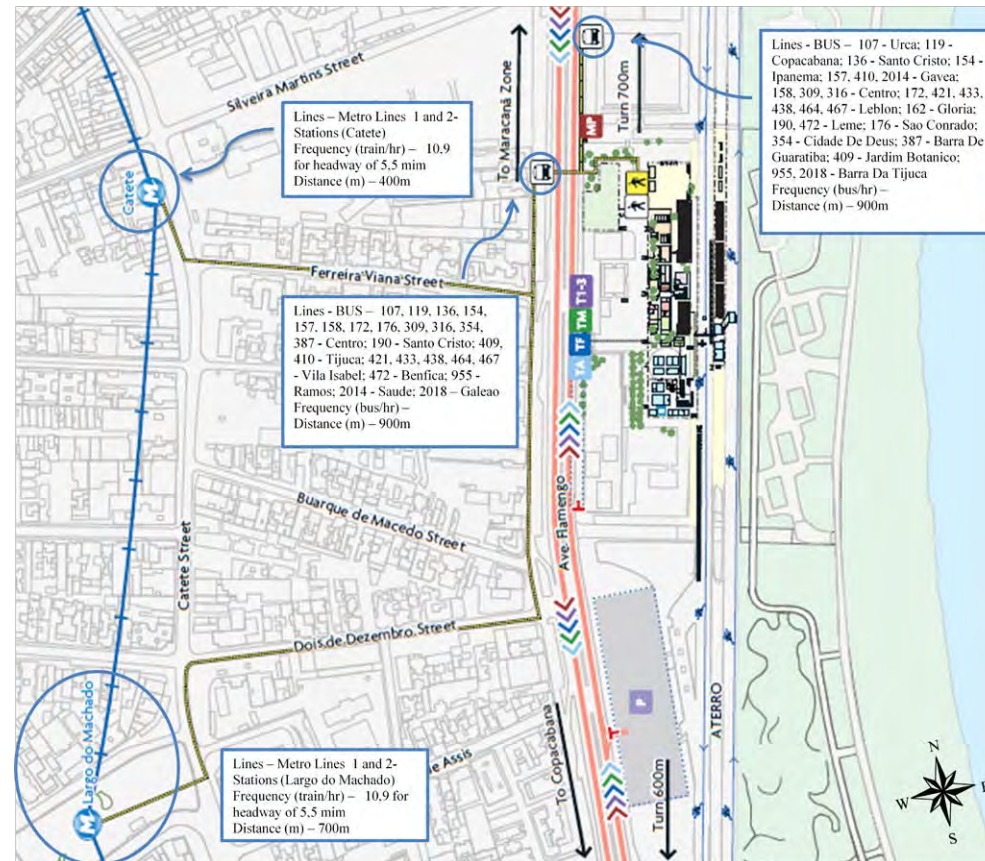 Silveira Martins Street
Lines – Metro Lines 1 and 2-
Stations (Catete)
Frequency (train/hr) – 10,9
for headway of 5,5 mim
Distance (m) – 400m
Catete
To Maracanã Zone
MP
Turn 700m
Lines - BUS – 107 - Urca; 119 -
Copacabana; 136 - Santo Cristo; 154 -
Ipanema; 157, 410, 2014 - Gavea;
158, 309, 316 - Centro; 172, 421, 433,
438, 464, 467 - Leblon; 162 - Gloria;
190, 472 - Leme; 176 - Sao Conrado;
354 - Cidade De Deus; 387 - Barra De
Guaratiba; 409 - Jardim Botanico;
955, 2018 - Barra Da Tijuca
Frequency (bus/hr) –
Distance (m) – 900m
Ferreira Viana Street
Lines - BUS – 107, 119, 136, 154,
157, 158, 172, 176, 309, 316, 354,
387 - Centro; 190 - Santo Cristo; 409,
410 - Tijuca; 421, 433, 438, 464, 467
- Vila Isabel; 472 - Benfica; 955 -
Ramos; 2014 - Saude; 2018 – Galeao
Frequency (bus/hr) –
Distance (m) – 900m
TA TF TM T1-3
Ave. Flamengo
Buarque de Macedo Street
Catete Street
Dois de Dezembro Street
P
ATERRO
Largo do Machado
Lines – Metro Lines 1 and 2-
Stations (Largo do Machado)
Frequency (train/hr) – 10,9 for
headway of 5,5 mim
Distance (m) – 700m
Assis
To Copacabana
Turn 600m
N
W
E
S